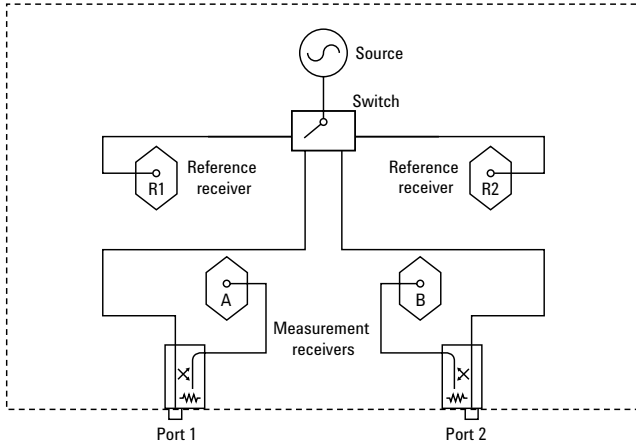 Source
Switch
Reference
receiver
R1
Reference
receiver
R2
A
B
Measurement
receivers
Port 1
Port 2